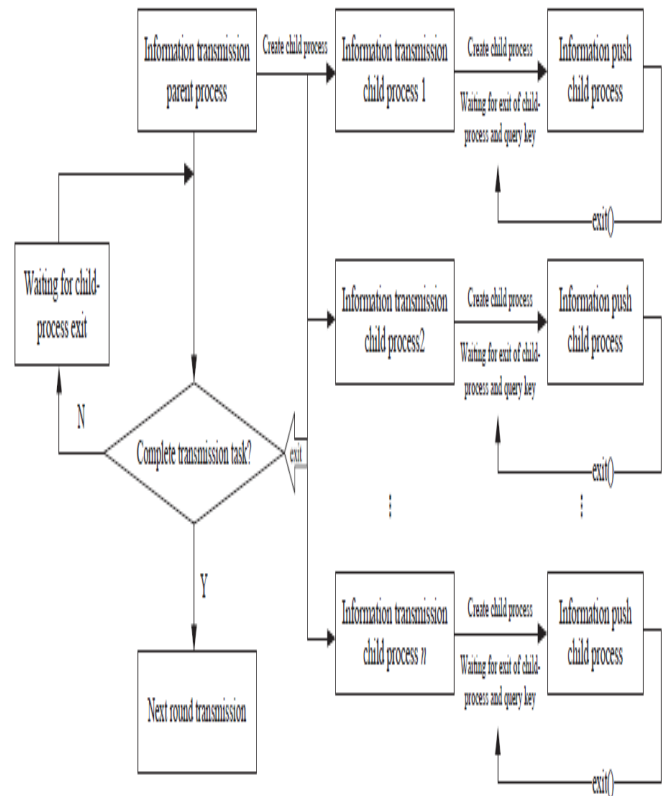 Information transmission
parent process
Create child process
Information transmission
child process 1
Create child process
Waiting for exit of child-
process and query key
Information push
child process
exit()
Waiting for child-
process exit
Information transmission
child process2
Create child process
Waiting for exit of child-
process and query key
Information push
child process
exit()
N
Complete transmission task?
exit
⋮
⋮
Y
Information transmission
child process n
Create child process
Waiting for exit of child-
process and query key
Information push
child process
exit()
Next round transmission